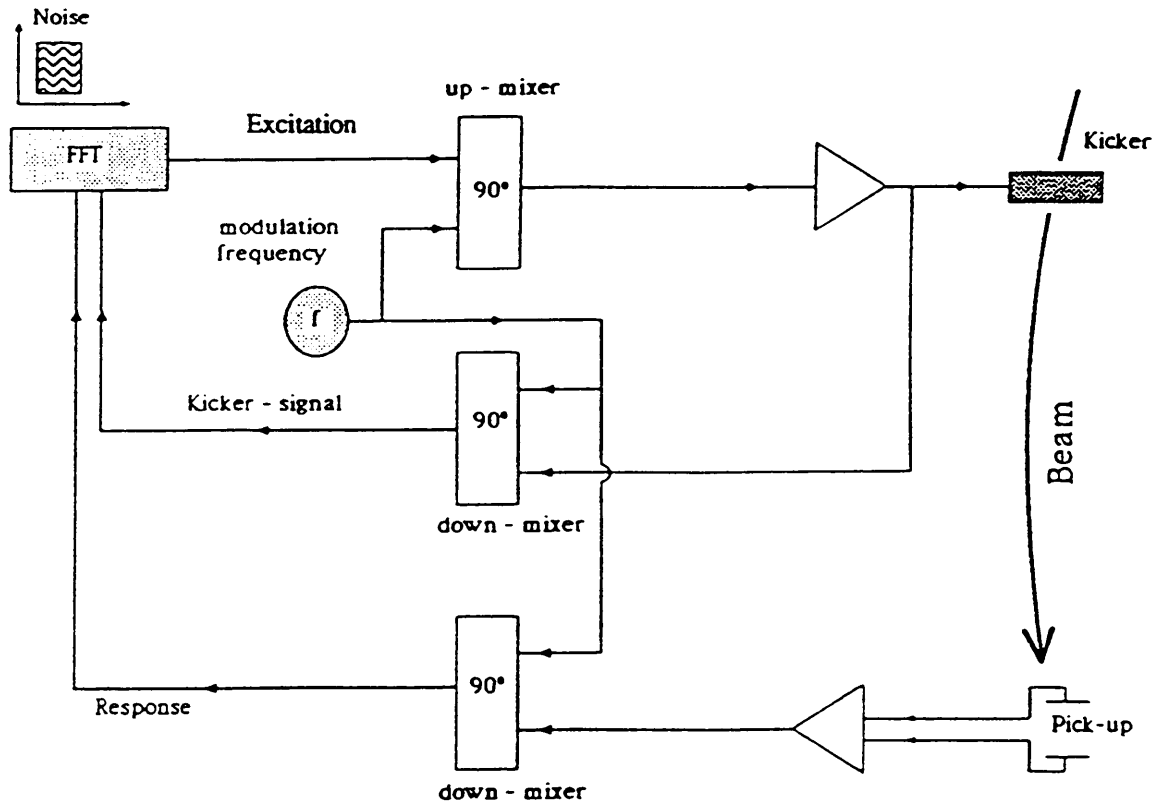 Noise
up - mixer
Excitation
FFT
Kicker
90°
modulation
frequency
f
Kicker - signal
90°
Beam
down - mixer
90°
Response
Pick-up
down - mixer